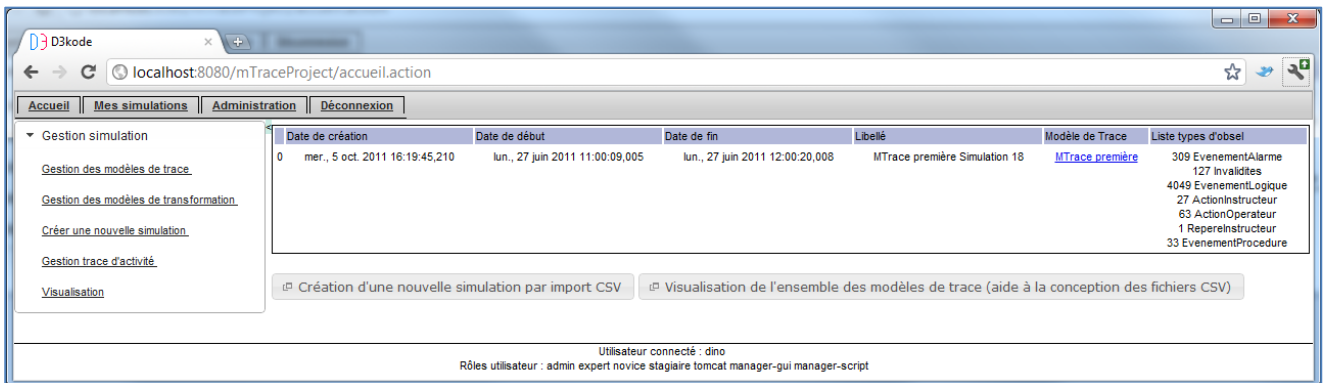 D3kode
localhost:8080/mTraceProject/accueil.action
Accueil Mes simulations Administration Déconnexion
Gestion simulation
Gestion des modèles de trace
Gestion des modèles de transformation
Créer une nouvelle simulation
Gestion trace d'activité
Visualisation
Date de création Date de début Date de fin Libellé Modèle de Trace Liste types d'obsel
0 mer., 5 oct. 2011 16:19:45,210 lun., 27 juin 2011 11:00:09,005 lun., 27 juin 2011 12:00:20,008 MTrace première Simulation 18 MTrace première 309 EvenementAlarme
127 Invalidites
4049 EvenementLogique
27 ActionInstructeur
63 ActionOperateur
1 RepereInstructeur
33 EvenementProcedure
Création d'une nouvelle simulation par import CSV Visualisation de l'ensemble des modèles de trace (aide à la conception des fichiers CSV)
Utilisateur connecté : dino
Rôles utilisateur : admin expert novice stagiaire tomcat manager-gui manager-script